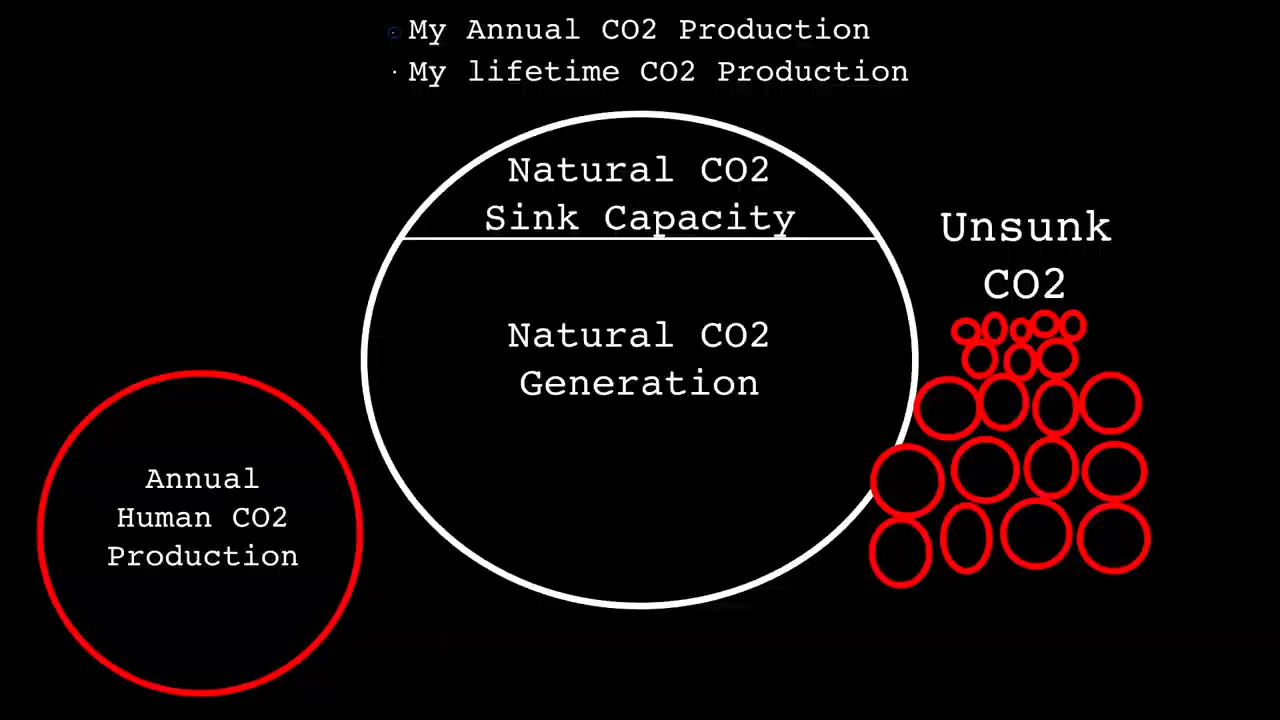 My Annual CO2 Production
My lifetime CO2 Production
Natural CO2
Sink Capacity
Unsunk
CO2
Natural CO2
Generation
Annual
Human CO2
Production